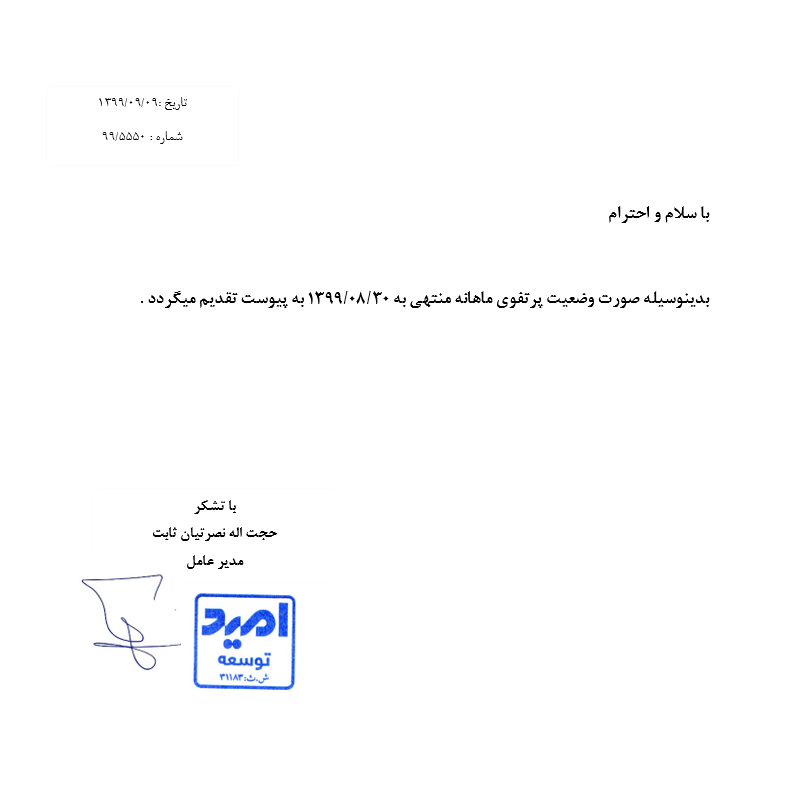 تاریخ :۱۳۹۹/۰۹/۰۹
شماره : ۹۹/۵۵۵۰
با سلام و احترام
بدینوسیله صورت وضعیت پرتفوی ماهانه منتهی به ۱۳۹۹/۰۸/۳۰ به پیوست تقدیم میگردد .
با تشکر
حجت اله نصرتیان ثابت
مدیر عامل
امید
توسعه
ش.ث: ۳۱۱۸۳